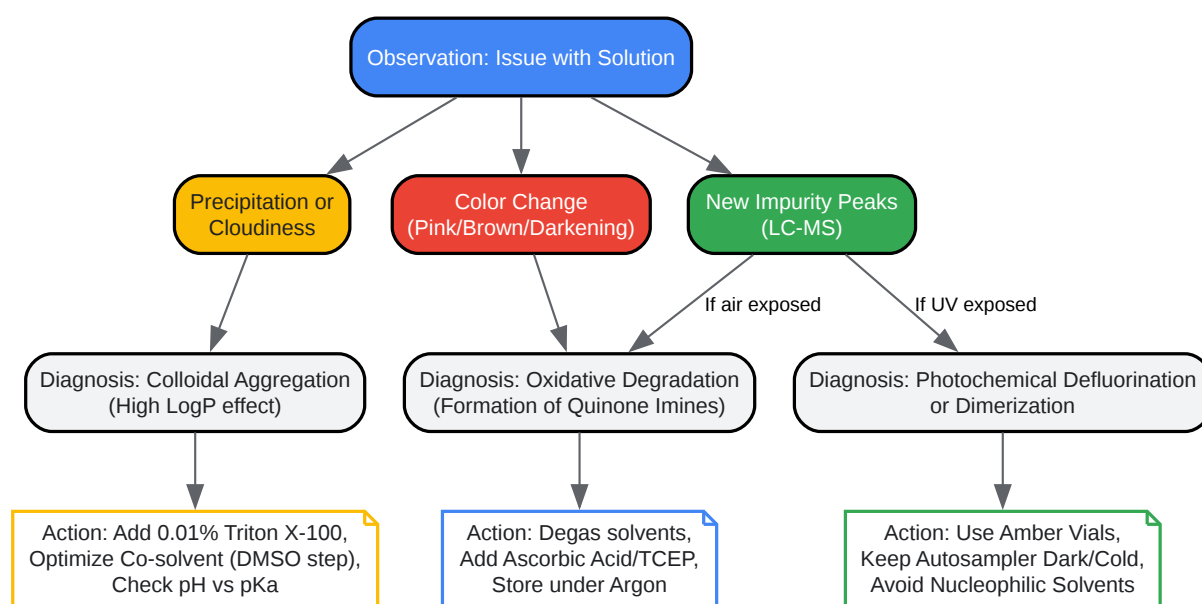 Observation: Issue with Solution
Precipitation or
Cloudiness
Color Change
(Pink/Brown/Darkening)
New Impurity Peaks
(LC-MS)
If air exposed
If UV exposed
Diagnosis: Colloidal Aggregation
(High LogP effect)
Diagnosis: Oxidative Degradation
(Formation of Quinone Imines)
Diagnosis: Photochemical Defluorination
or Dimerization
Action: Add 0.01% Triton X-100,
Optimize Co-solvent (DMSO step),
Check pH vs pKa
Action: Degas solvents,
Add Ascorbic Acid/TCEP,
Store under Argon
Action: Use Amber Vials,
Keep Autosampler Dark/Cold,
Avoid Nucleophilic Solvents